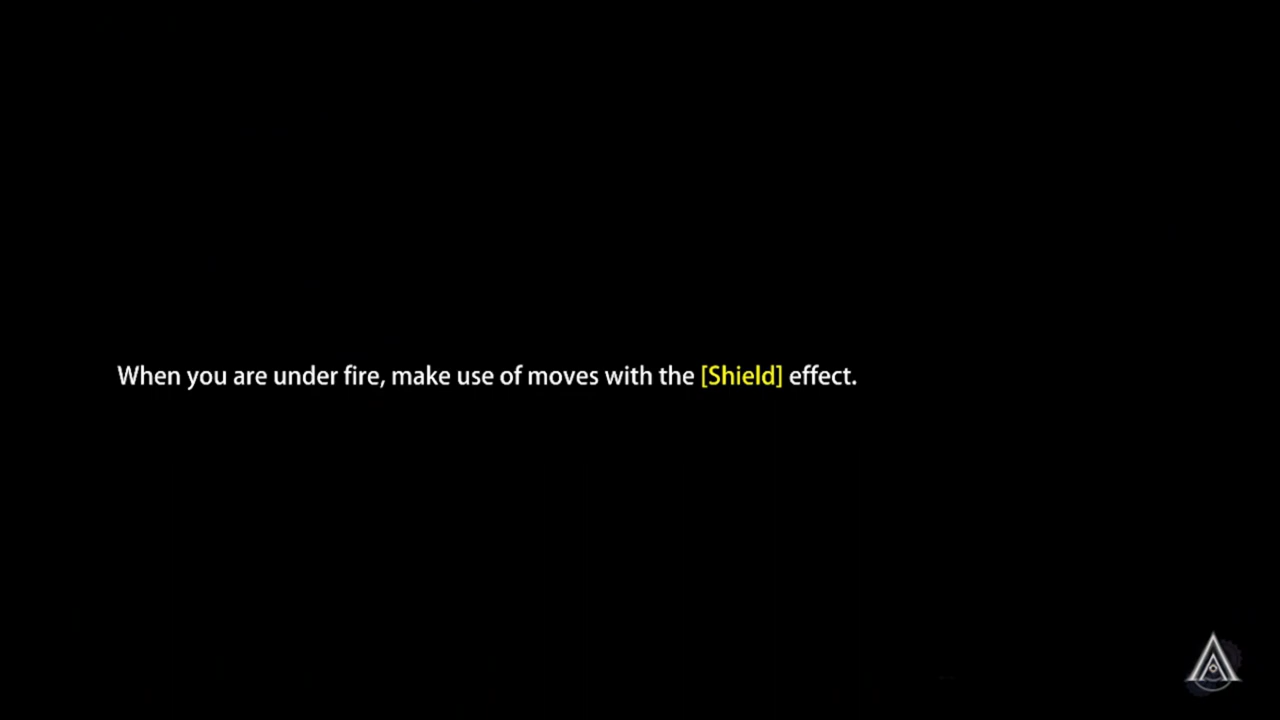 When you are under fire, make use of moves with the [Shield] effect.